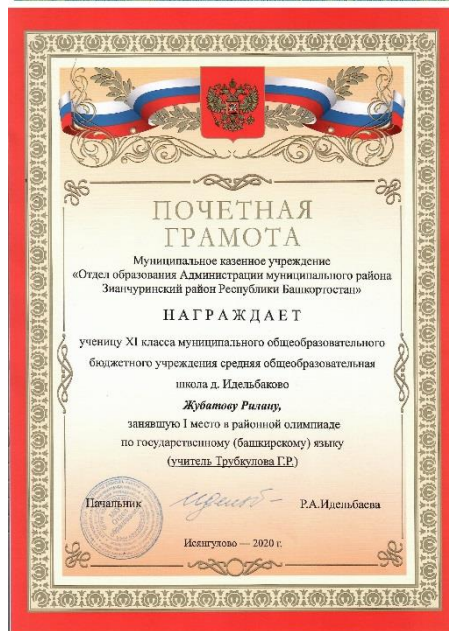 ПОЧЕТНАЯ
ГРАМОТА
Муниципальное казенное учреждение
«Отдел образования Администрации муниципального района
Зианчуринский район Республики Башкортостан»
НАГРАЖДАЕТ
ученицу XI класса муниципального общеобразовательного
бюджетного учреждения средняя общеобразовательная
школа д. Идельбаково
Жубатову Рилану,
занявшую I место в районной олимпиаде
по государственному (башкирскому) языку
(учитель Трубкулова Г.Р.)
Начальник Р.А.Идельбаева
Исянгулово — 2020 г.